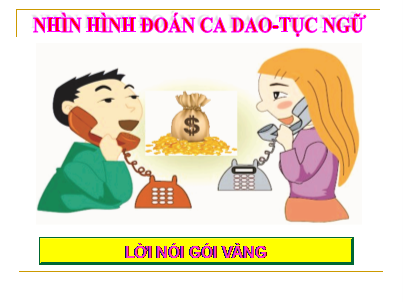 NHÌN HÌNH ĐOÁN CA DAO-TỤC NGỮ
$
LỜI NÓI GÓI VÀNG